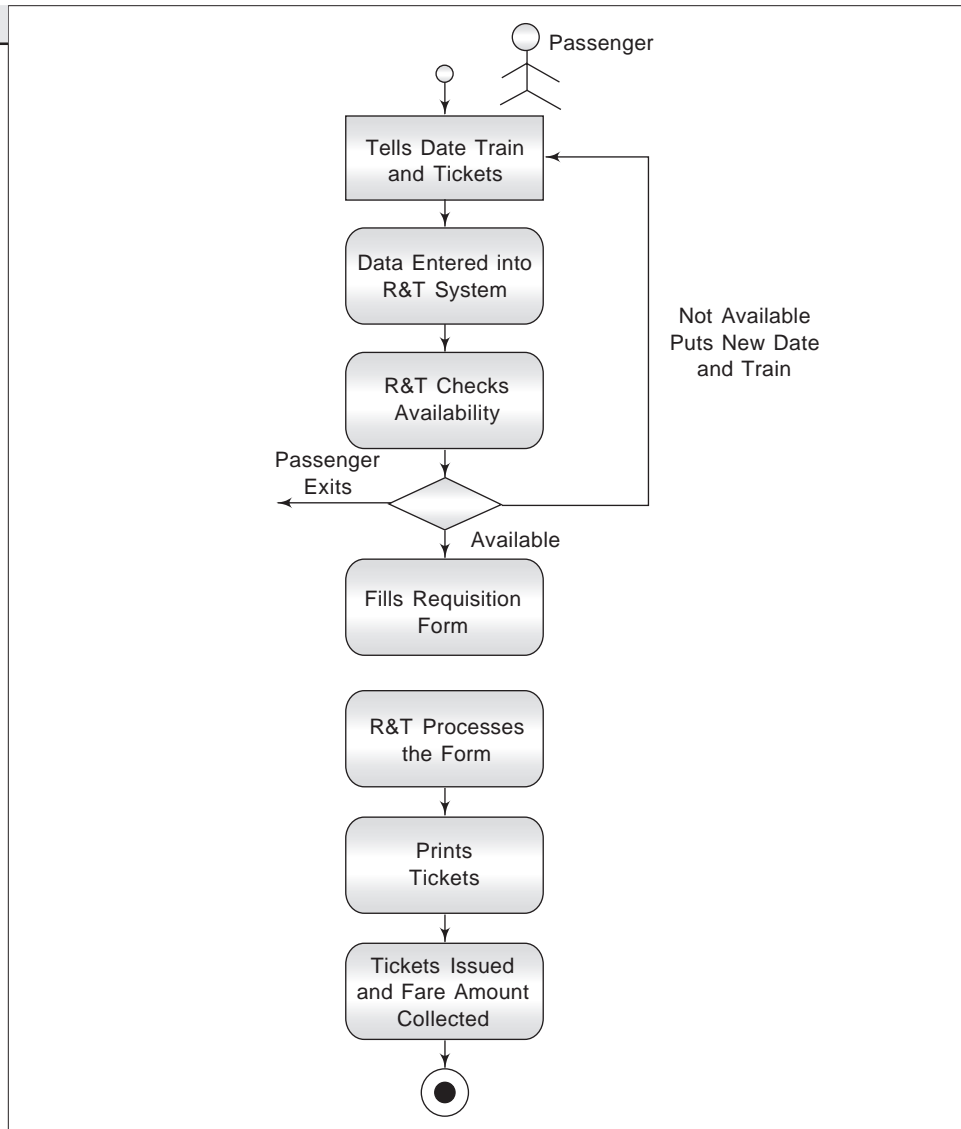 Passenger
Tells Date Train
and Tickets
Data Entered into
R&T System
Not Available
Puts New Date
and Train
R&T Checks
Availability
Passenger
Exits
Available
Fills Requisition
Form
R&T Processes
the Form
Prints
Tickets
Tickets Issued
and Fare Amount
Collected